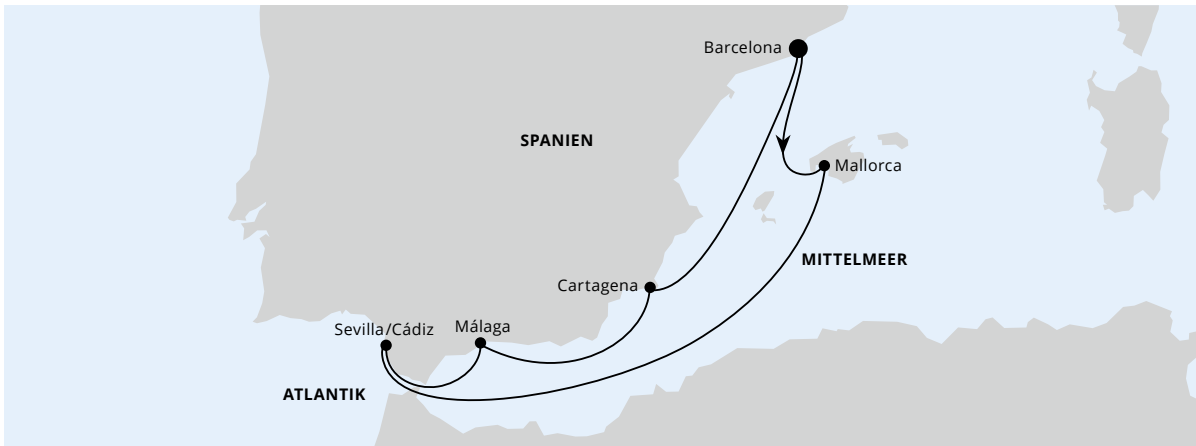 Barcelona
SPANIEN
Mallorca
MITTELMEER
Cartagena
Sevilla/Cádiz
Málaga
ATLANTIK